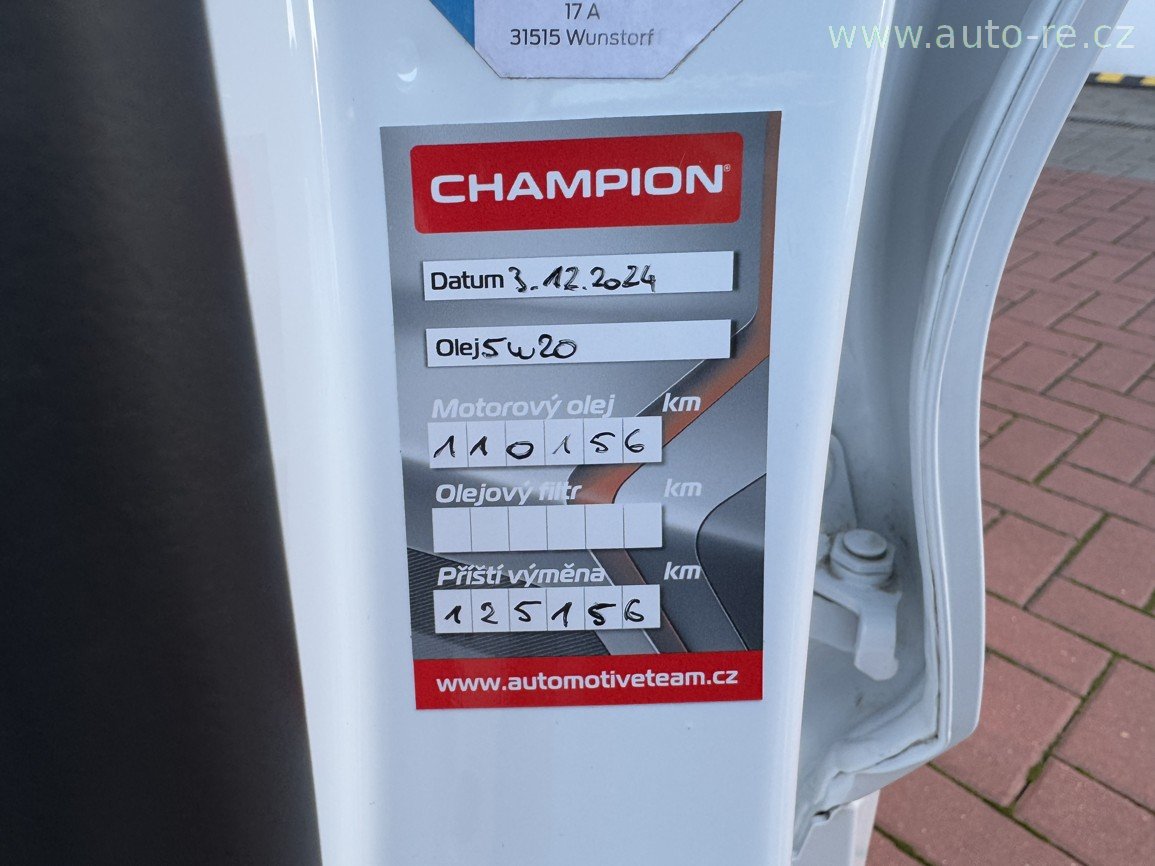 17 A
31515 Wunstorf
www.auto-re.cz
CHAMPION®
Datum 3.12.2024
Olej 5W20
Motorový olej km
110156
Olejový filtr km
Příští výměna km
125156
www.automotiveteam.cz